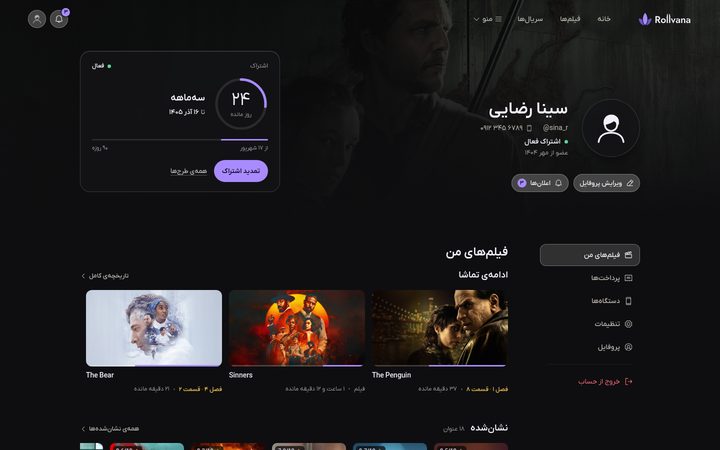 Rollvana
خانه
فیلم‌ها
سریال‌ها
منو
۳
سینا رضایی
@sina_r
۰۹۱۲ ۳۴۵ ۶۷۸۹
اشتراک فعال
عضو از مهر ۱۴۰۴
ویرایش پروفایل
اعلان‌ها ۳
اشتراک
فعال
۲۴
روز مانده
سه‌ماهه
تا ۱۶ آذر ۱۴۰۵
از ۱۷ شهریور
۹۰ روزه
تمدید اشتراک
همه‌ی طرح‌ها
فیلم‌های من
پرداخت‌ها
دستگاه‌ها
تنظیمات
پروفایل
خروج از حساب
فیلم‌های من
ادامه‌ی تماشا
تاریخچه‌ی کامل
The Penguin
فصل ۱ · قسمت ۸ • ۳۷ دقیقه مانده
Sinners
فیلم • ۱ ساعت و ۱۲ دقیقه مانده
The Bear
فصل ۴ · قسمت ۲ • ۲۱ دقیقه مانده
نشان‌شده
۱۸ عنوان
همه‌ی نشان‌شده‌ها